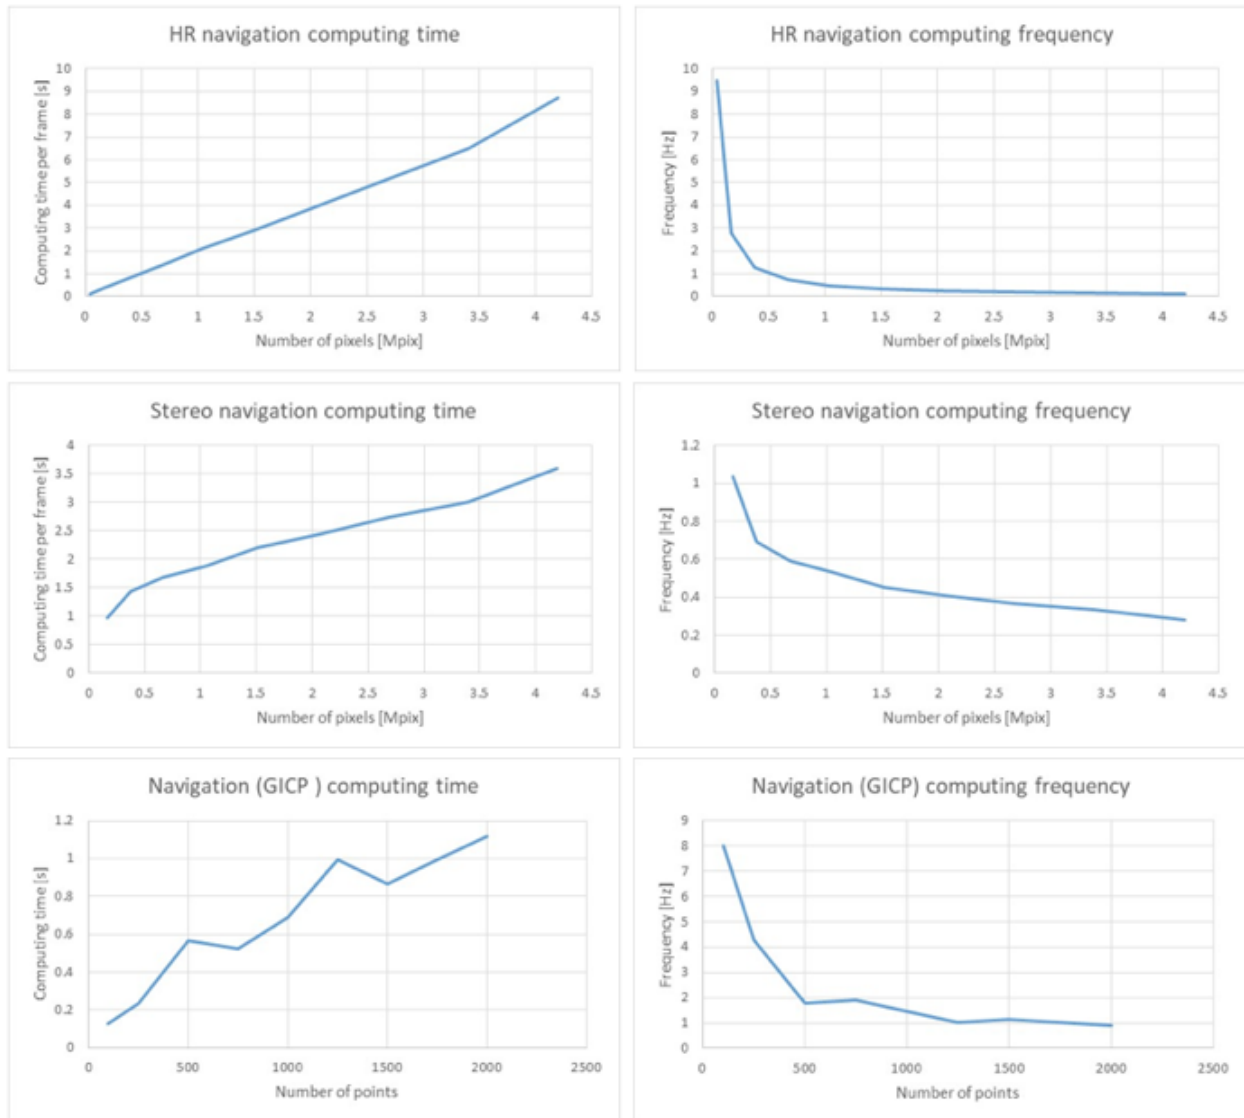 HR navigation computing time
Computing time per frame [s]
10
9
8
7
6
5
4
3
2
1
0
0 0.5 1 1.5 2 2.5 3 3.5 4 4.5
Number of pixels [Mpix]
HR navigation computing frequency
Frequency [Hz]
10
9
8
7
6
5
4
3
2
1
0
0 0.5 1 1.5 2 2.5 3 3.5 4 4.5
Number of pixels [Mpix]
Stereo navigation computing time
Computing time per frame [s]
4
3.5
3
2.5
2
1.5
1
0.5
0
0 0.5 1 1.5 2 2.5 3 3.5 4 4.5
Number of pixels [Mpix]
Stereo navigation computing frequency
Frequency [Hz]
1.2
1
0.8
0.6
0.4
0.2
0
0 0.5 1 1.5 2 2.5 3 3.5 4 4.5
Number of pixels [Mpix]
Navigation (GICP ) computing time
Computing time [s]
1.2
1
0.8
0.6
0.4
0.2
0
0 500 1000 1500 2000 2500
Number of points
Navigation (GICP) computing frequency
Frequency [Hz]
9
8
7
6
5
4
3
2
1
0
0 500 1000 1500 2000 2500
Number of points